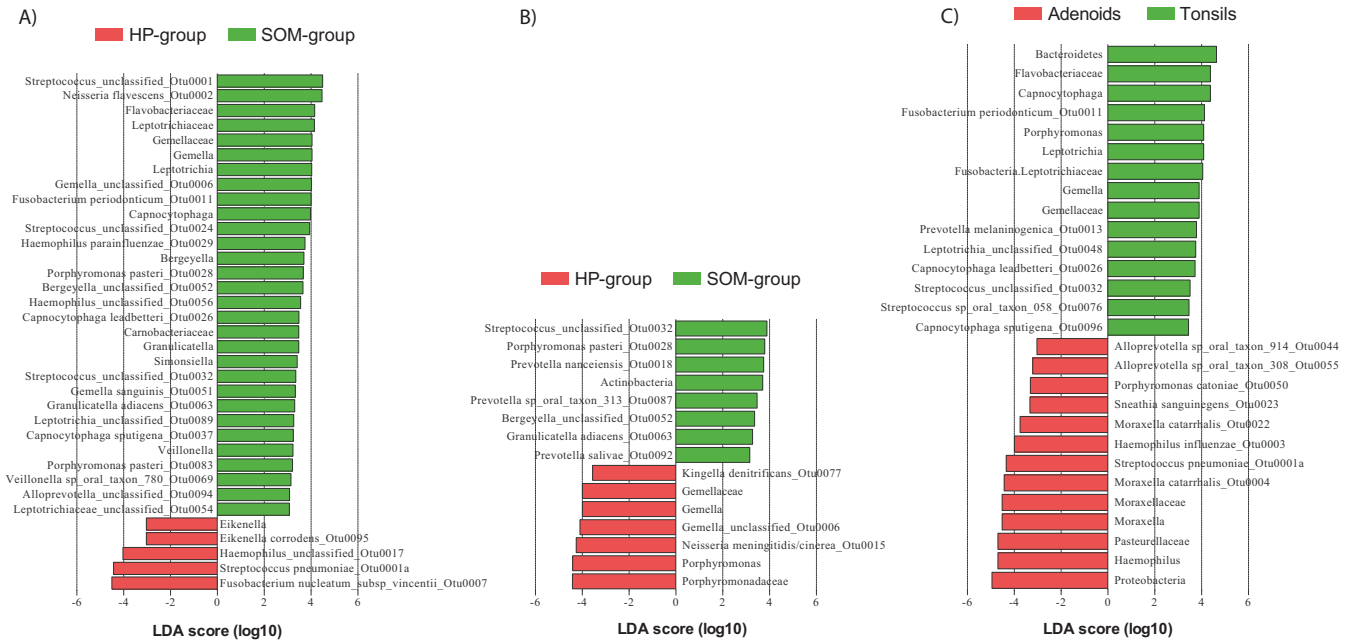 A)
HP-group SOM-group
Streptococcus_unclassified_Otu0001
Neisseria flavescens_Otu0002
Flavobacteriaceae
Leptotrichiaceae
Gemellaceae
Gemella
Leptotrichia
Gemella_unclassified_Otu0006
Fusobacterium periodonticum_Otu0011
Capnocytophaga
Streptococcus_unclassified_Otu0024
Haemophilus parainfluenzae_Otu0029
Bergeyella
Porphyromonas pasteri_Otu0028
Bergeyella_unclassified_Otu0052
Haemophilus_unclassified_Otu0056
Capnocytophaga leadbetteri_Otu0026
Carnobacteriaceae
Granulicatella
Simonsiella
Streptococcus_unclassified_Otu0032
Gemella sanguinis_Otu0051
Granulicatella adiacens_Otu0063
Leptotrichia_unclassified_Otu0089
Capnocytophaga sputigena_Otu0037
Veillonella
Porphyromonas pasteri_Otu0083
Veillonella sp_oral_taxon_780_Otu0069
Alloprevotella_unclassified_Otu0094
Leptotrichiaceae_unclassified_Otu0054
Eikenella
Eikenella corrodens_Otu0095
Haemophilus_unclassified_Otu0017
Streptococcus pneumoniae_Otu0001a
Fusobacterium nucleatum_subsp_vincentii_Otu0007
-6 -4 -2 0 2 4 6
LDA score (log10)
B)
HP-group SOM-group
Streptococcus_unclassified_Otu0032
Porphyromonas pasteri_Otu0028
Prevotella nanceiensis_Otu0018
Actinobacteria
Prevotella sp_oral_taxon_313_Otu0087
Bergeyella_unclassified_Otu0052
Granulicatella adiacens_Otu0063
Prevotella salivae_Otu0092
Kingella denitrificans_Otu0077
Gemellaceae
Gemella
Gemella_unclassified_Otu0006
Neisseria meningitidis/cinerea_Otu0015
Porphyromonas
Porphyromonadaceae
-6 -4 -2 0 2 4 6
LDA score (log10)
C)
Adenoids Tonsils
Bacteroidetes
Flavobacteriaceae
Capnocytophaga
Fusobacterium periodonticum_Otu0011
Porphyromonas
Leptotrichia
Fusobacteria.Leptotrichiaceae
Gemella
Gemellaceae
Prevotella melaninogenica_Otu0013
Leptotrichia_unclassified_Otu0048
Capnocytophaga leadbetteri_Otu0026
Streptococcus_unclassified_Otu0032
Streptococcus sp_oral_taxon_058_Otu0076
Capnocytophaga sputigena_Otu0096
Alloprevotella sp_oral_taxon_914_Otu0044
Alloprevotella sp_oral_taxon_308_Otu0055
Porphyromonas catoniae_Otu0050
Sneathia sanguinegens_Otu0023
Moraxella catarrhalis_Otu0022
Haemophilus influenzae_Otu0003
Streptococcus pneumoniae_Otu0001a
Moraxella catarrhalis_Otu004
Moraxellaceae
Moraxella
Pasteurellaceae
Haemophilus
Proteobacteria
-6 -4 -2 0 2 4 6
LDA score (log10)